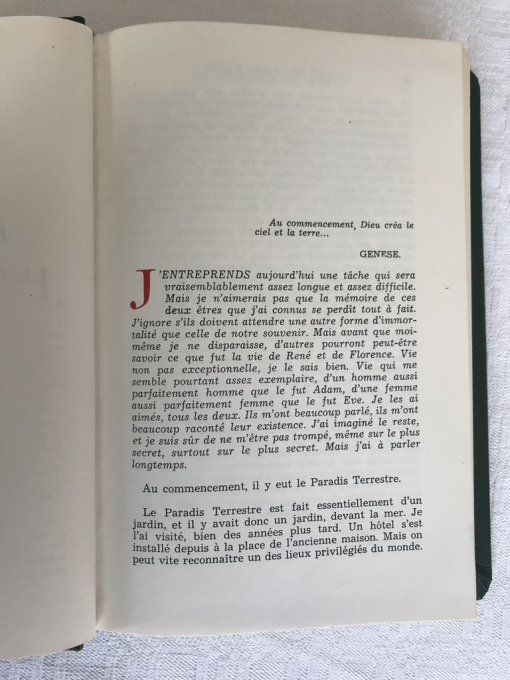 Au commencement, Dieu créa le
ciel et la terre...
GENESE.
J'ENTREPRENDS aujourd'hui une tâche qui sera
vraisemblablement assez longue et assez difficile.
Mais je n'aimerais pas que la mémoire de ces
deux êtres que j'ai connus se perdît tout à fait.
J'ignore s'ils doivent attendre une autre forme d'immor-
talité que celle de notre souvenir. Mais avant que moi-
même je ne disparaisse, d'autres pourront peut-être
savoir ce que fut la vie de René et de Florence. Vie
non pas exceptionnelle, je le sais bien. Vie qui me
semble pourtant assez exemplaire, d'un homme aussi
parfaitement homme que le fut Adam, d'une femme
aussi parfaitement femme que le fut Eve. Je les ai
aimés, tous les deux. Ils m'ont beaucoup parlé, ils m'ont
beaucoup raconté leur existence. J'ai imaginé le reste,
et je suis sûr de ne m'être pas trompé, même sur le plus
secret, surtout sur le plus secret. Mais j'ai à parler
longtemps.
Au commencement, il y eut le Paradis Terrestre.
Le Paradis Terrestre est fait essentiellement d'un
jardin, et il y avait donc un jardin, devant la mer. Je
l'ai visité, bien des années plus tard. Un hôtel s'est
installé depuis à la place de l'ancienne maison. Mais on
peut vite reconnaître un des lieux privilégiés du monde.